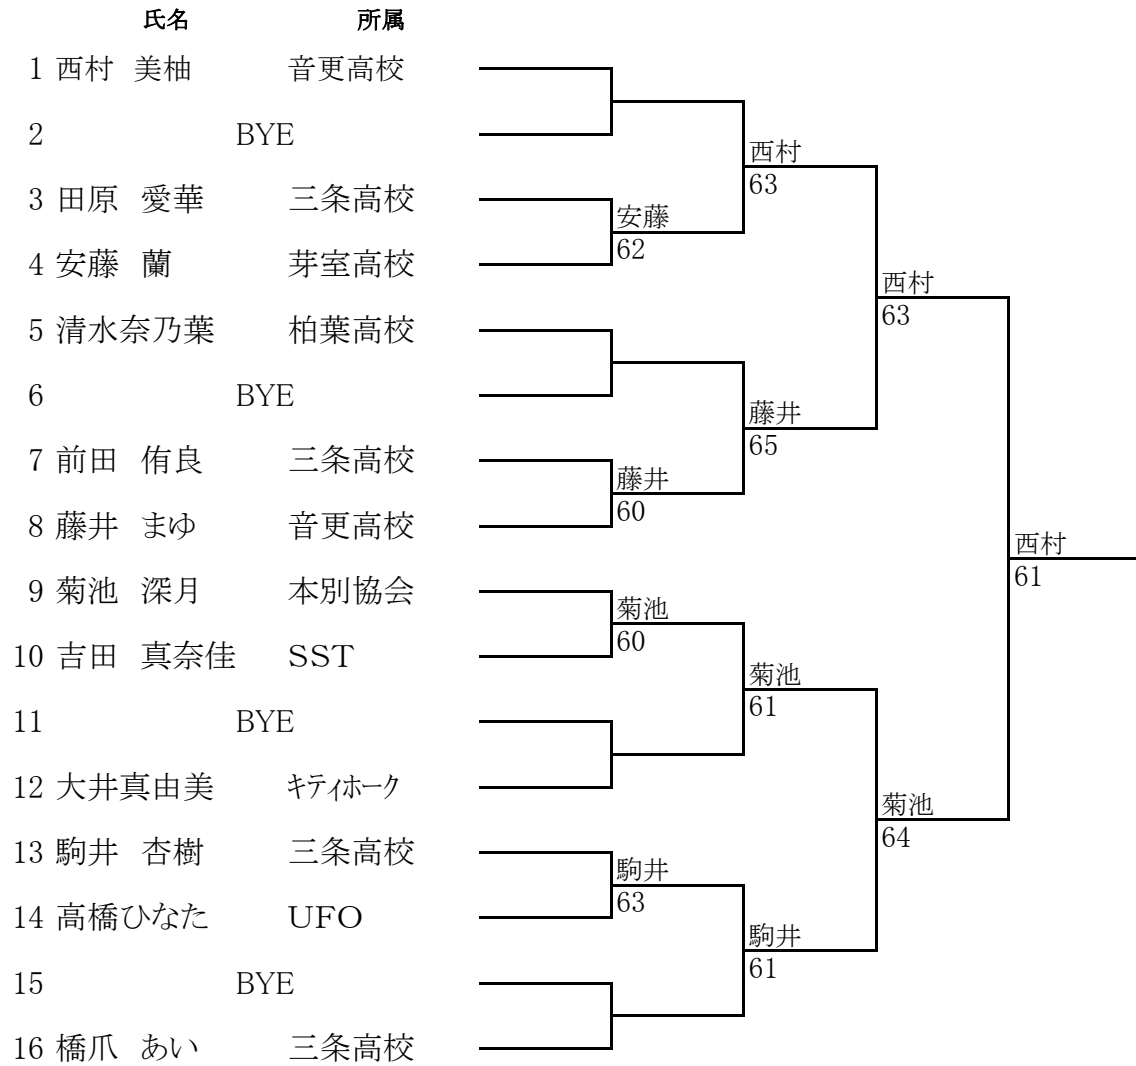 氏名 所属
1 西村 美柚 音更高校
2 BYE
西村
63
3 田原 愛華 三条高校
安藤
62
4 安藤 蘭 芽室高校
西村
63
5 清水奈乃葉 柏葉高校
6 BYE
藤井
65
7 前田 侑良 三条高校
藤井
60
8 藤井 まゆ 音更高校
西村
61
9 菊池 深月 本別協会
菊池
60
10 吉田 真奈佳 SST
菊池
61
11 BYE
12 大井真由美 キティホーク
菊池
64
13 駒井 杏樹 三条高校
駒井
63
14 高橋ひなた UFO
駒井
61
15 BYE
16 橋爪 あい 三条高校